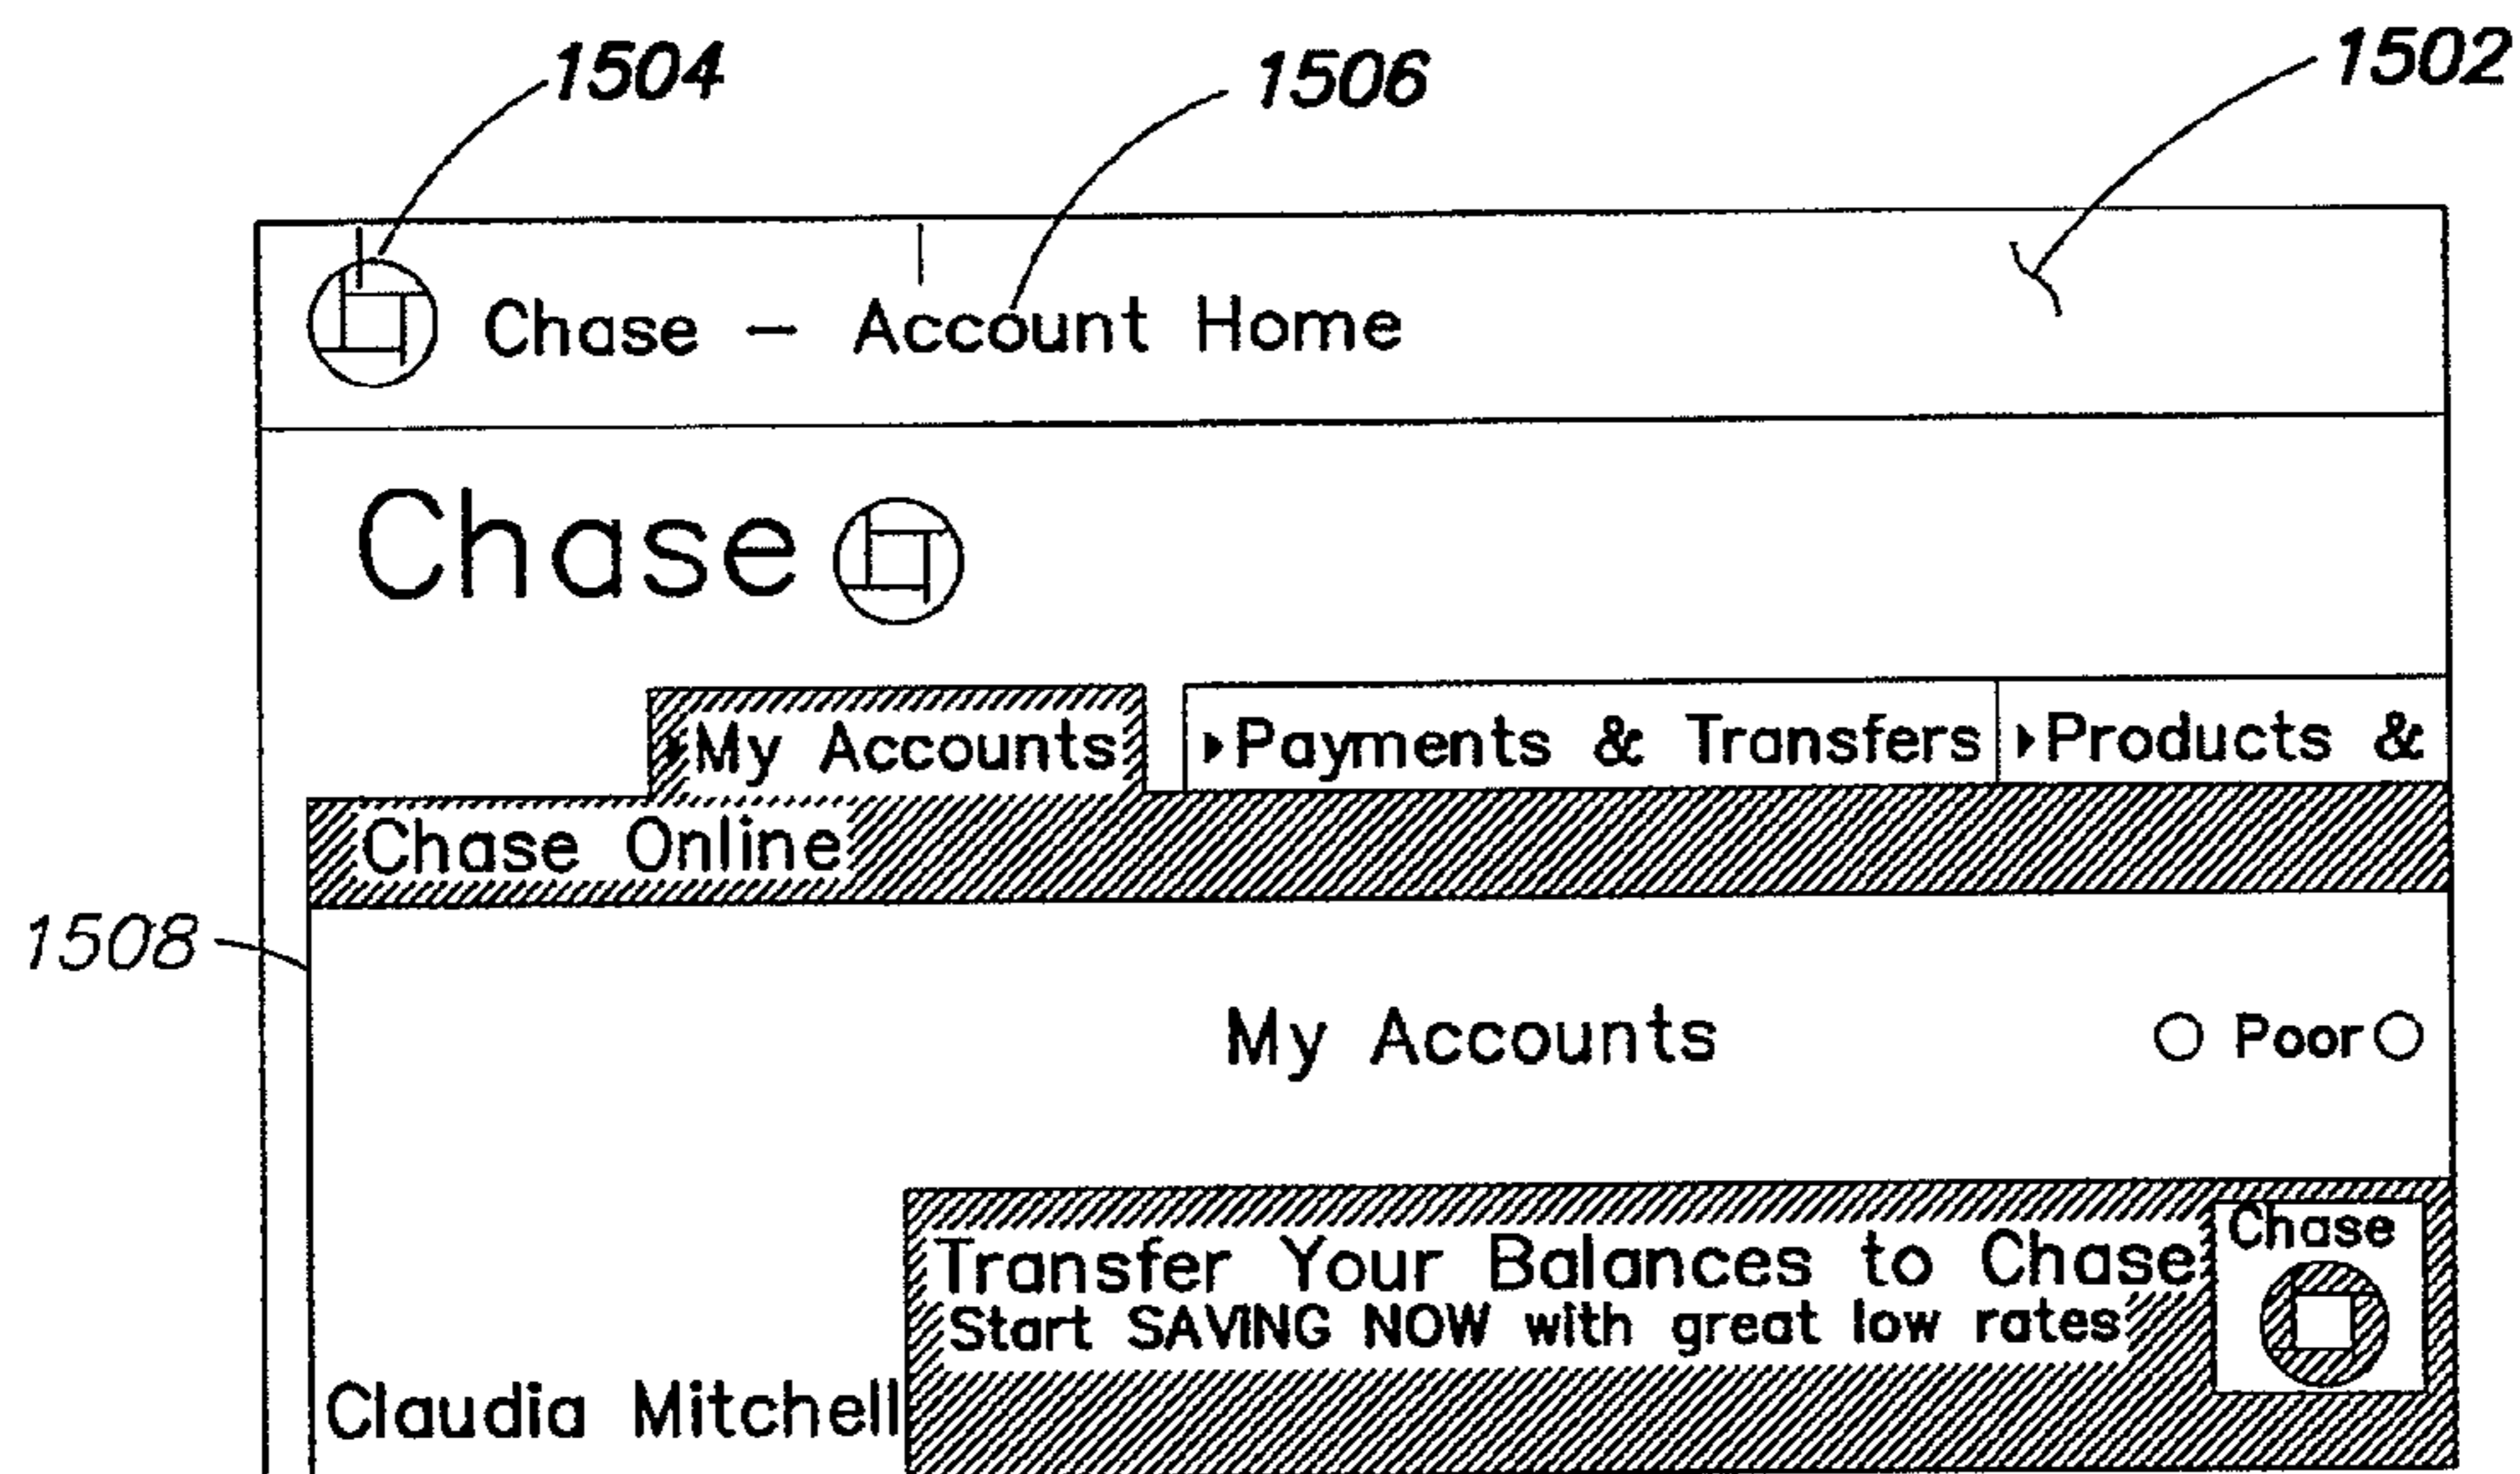 1504 1506 1502
Chase – Account Home
Chase
My Accounts Payments & Transfers Products &
Chase Online
1508
My Accounts Poor
Chase
Transfer Your Balances to Chase
Start SAVING NOW with great low rates
Claudia Mitchell